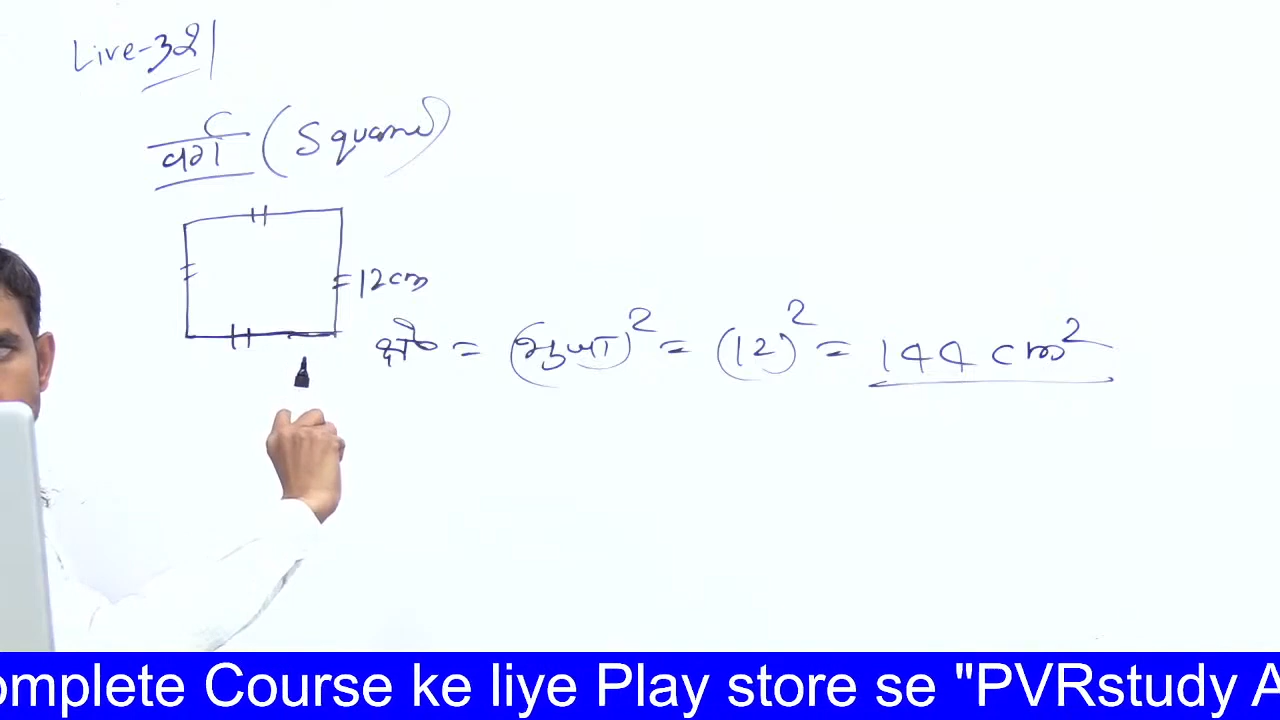 Live-321
वर्ग (Square)
12cm
क्षे० = (भुजा)² = (12)² = 144 cm²
omplete Course ke liye Play store se "PVRstudy A